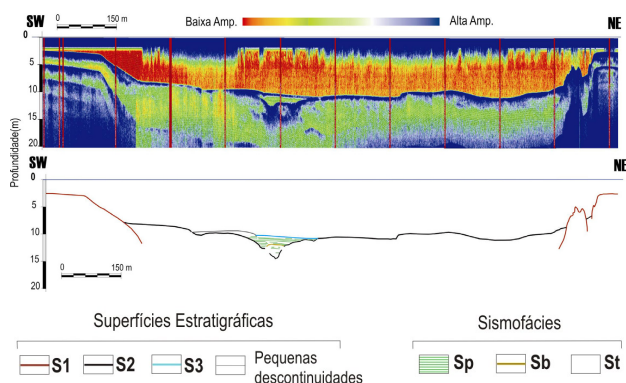 SW
0 150 m
Baixa Amp. Alta Amp.
NE
0
5
10
15
20
Profundidade(m)
SW
NE
0
5
10
15
20
0 150 m
Superfícies Estratigráficas
Sismofácies
S1 S2 S3 Pequenas descontinuidades
Sp Sb St